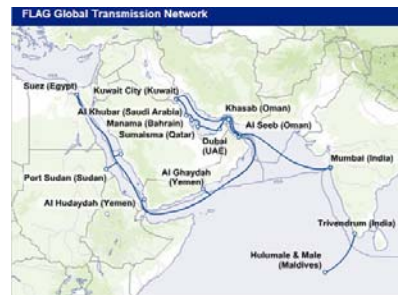 FLAG Global Transmission Network
Suez (Egypt)
Kuwait City (Kuwait)
Al Khubar (Saudi Arabia)
Manama (Bahrain)
Sumaisma (Qatar)
Khasab (Oman)
Dubai
(UAE)
Al Seeb (Oman)
Mumbai (India)
Port Sudan (Sudan)
Al Ghaydah
(Yemen)
Al Hudaydah (Yemen)
Trivendrum (India)
Hulumale & Male
(Maldives)